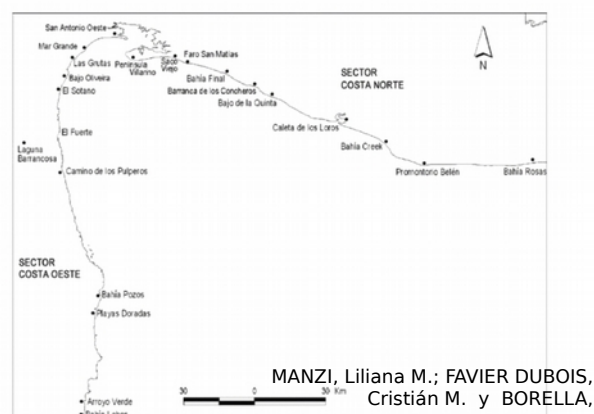 San Antonio Oeste
Mar Grande
Las Grutas
Península
Villarino
Saco
Viejo
Faro San Matías
Bajo Oliveira
El Sotano
Bahía Final
Barranca de los Concheros
Bajo de la Quinta
SECTOR
COSTA NORTE
N
Caleta de los Loros
El Fuerte
Laguna
Barrancosa
Bahía Creek
Camino de los Pulperos
Promontorio Belén
Bahía Rosas
SECTOR
COSTA OESTE
Bahía Pozos
Playas Doradas
MANZI, Liliana M.; FAVIER DUBOIS,
30 0 30 Km
Cristián M. y BORELLA,
Arroyo Verde